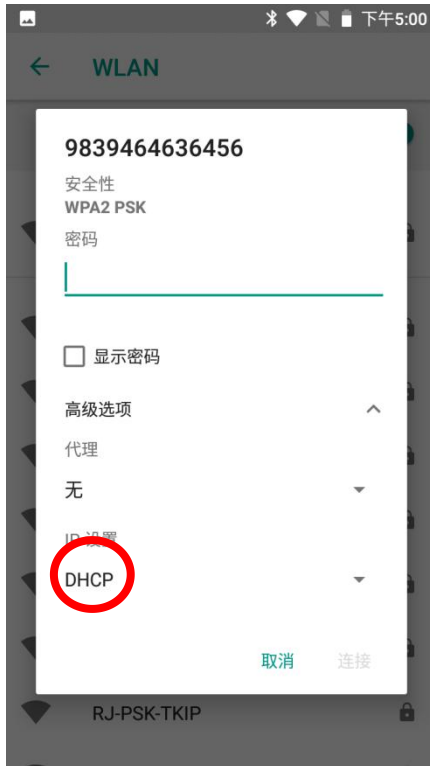 下午5:00
WLAN
9839464636456
安全性
WPA2 PSK
密码
显示密码
高级选项
代理
无
IP 设置
DHCP
取消 连接
RJ-PSK-TKIP